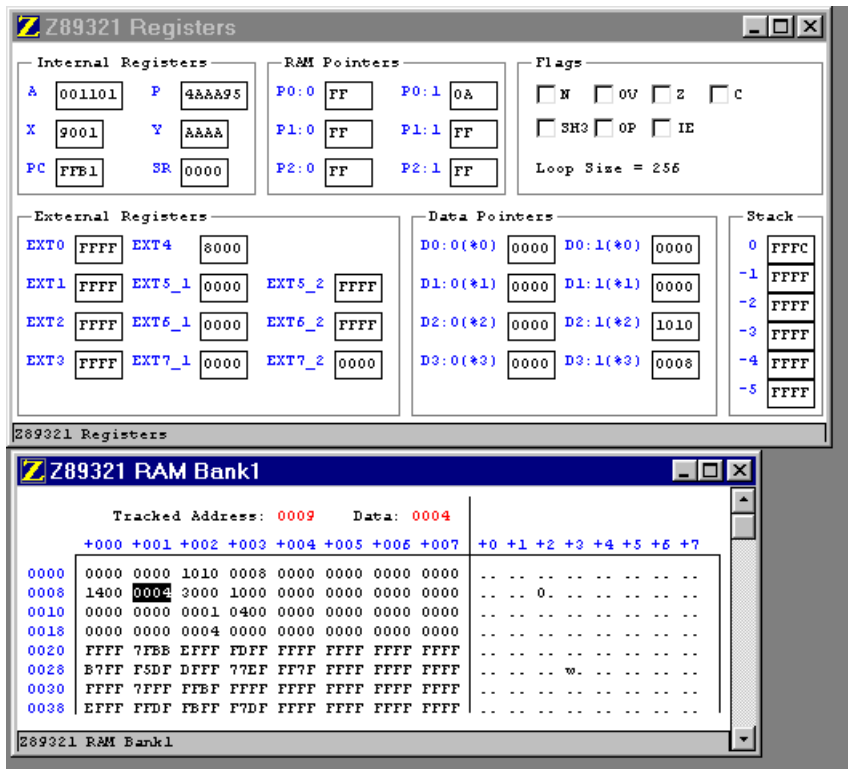 Z89321 Registers
Internal Registers RAM Pointers Flags
A 001101 P 4AAA95 P0:0 FF P0:1 0A N OV Z C
X 9001 Y AAAA P1:0 FF P1:1 FF SH3 OP IE
PC FFB1 SR 0000 P2:0 FF P2:1 FF Loop Size = 256
External Registers Data Pointers Stack
EXT0 FFFF EXT4 8000 D0:0(%0) 0000 D0:1(%0) 0000 0 FFFC
EXT1 FFFF EXT5_1 0000 EXT5_2 FFFF D1:0(%1) 0000 D1:1(%1) 0000 -1 FFFF
-2 FFFF
EXT2 FFFF EXT6_1 0000 EXT6_2 FFFF D2:0(%2) 0000 D2:1(%2) 1010 -3 FFFF
EXT3 FFFF EXT7_1 0000 EXT7_2 0000 D3:0(%3) 0000 D3:1(%3) 0008 -4 FFFF
-5 FFFF
Z89321 Registers
Z89321 RAM Bank1
Tracked Address: 0009 Data: 0004
+000 +001 +002 +003 +004 +005 +006 +007 +0 +1 +2 +3 +4 +5 +6 +7
0000 0000 0000 1010 0008 0000 0000 0000 0000 .. .. .. .. .. .. .. ..
0008 1400 0004 3000 1000 0000 0000 0000 0000 .. .. 0. .. .. .. .. ..
0010 0000 0000 0001 0400 0000 0000 0000 0000 .. .. .. .. .. .. .. ..
0018 0000 0000 0004 0000 0000 0000 0000 0000 .. .. .. .. .. .. .. ..
0020 FFFF 7FBB EFFF FDFF FFFF FFFF FFFF FFFF .. .. .. .. .. .. .. ..
0028 B7FF F5DF DFFF 77EF FF7F FFFF FFFF FFFF .. .. .. w. .. .. .. ..
0030 FFFF 7FFF FFBF FFFF FFFF FFFF FFFF FFFF .. .. .. .. .. .. .. ..
0038 EFFF FFDF FBFF F7DF FFFF FFFF FFFF FFFF .. .. .. .. .. .. .. ..
Z89321 RAM Bank1